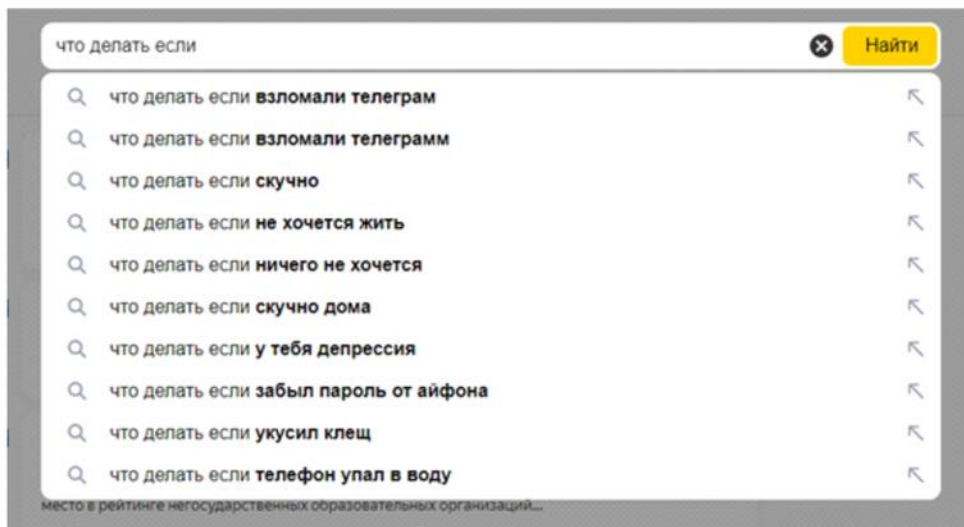 что делать если
Найти
что делать если взломали телеграм
что делать если взломали телеграмм
что делать если скучно
что делать если не хочется жить
что делать если ничего не хочется
что делать если скучно дома
что делать если у тебя депрессия
что делать если забыл пароль от айфона
что делать если укусил клещ
что делать если телефон упал в воду
место в рейтинге негосударственных образовательных организаций...